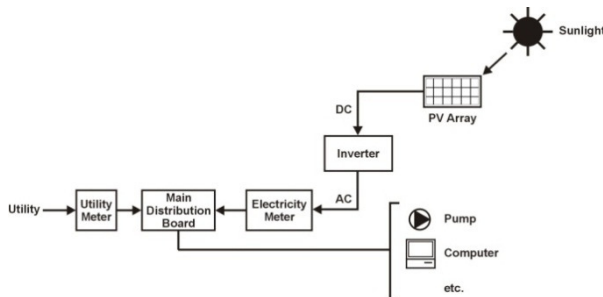 Sunlight
PV Array
DC
Inverter
AC
Utility
Utility
Meter
Main
Distribution
Board
Electricity
Meter
Pump
Computer
etc.